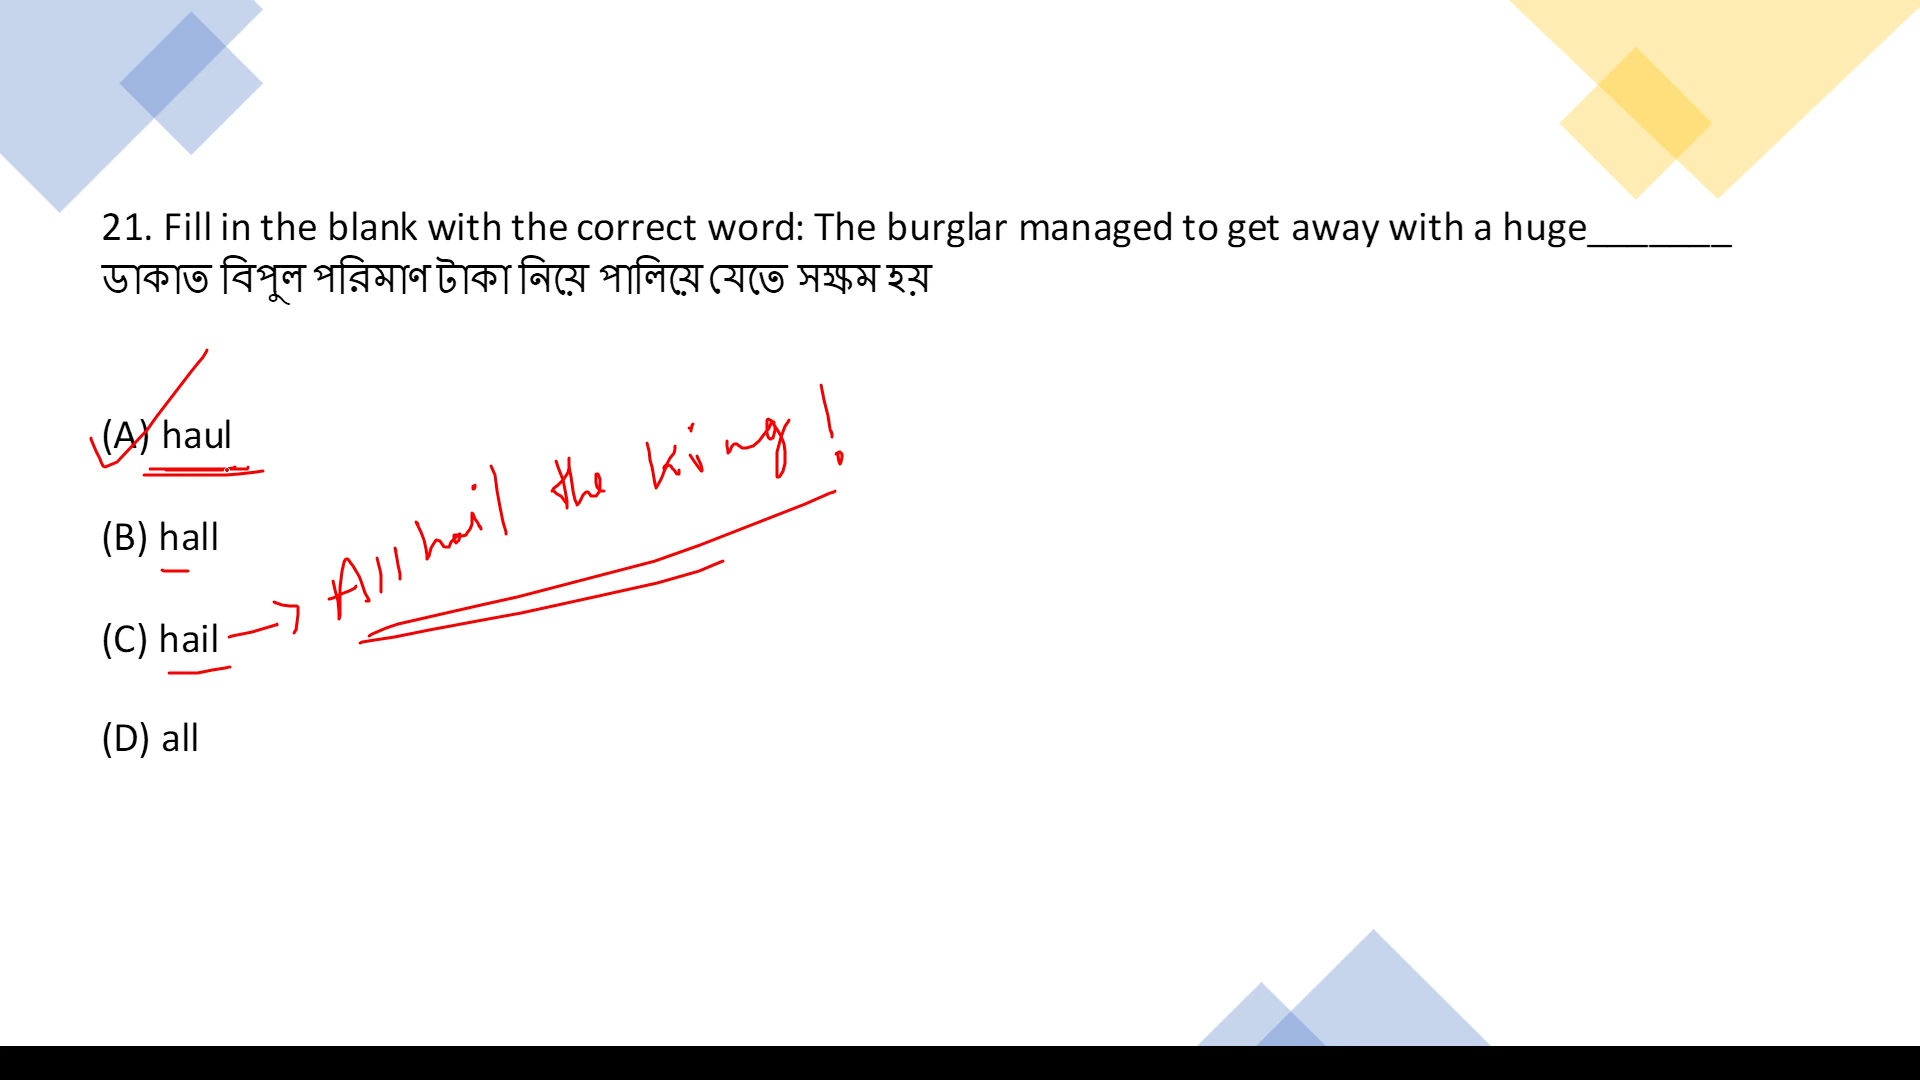 21. Fill in the blank with the correct word: The burglar managed to get away with a huge_______
ডাকাত বিপুল পরিমাণ টাকা নিয়ে পালিয়ে যেতে সক্ষম হয়
(A) haul
(B) hall
(C) hail
All hail the king!
(D) all